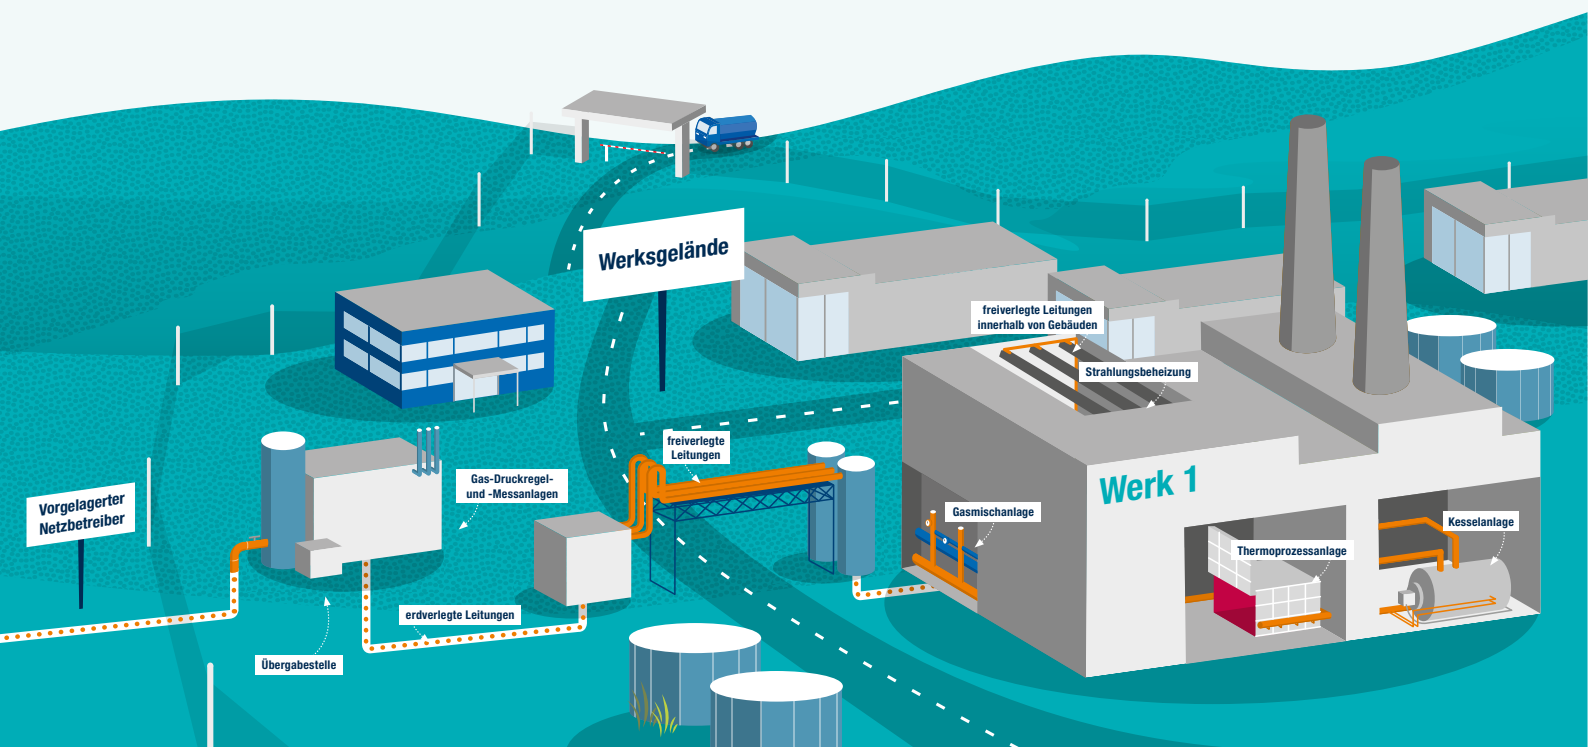 Werksgelände
freiverlegte Leitungen
innerhalb von Gebäuden
Strahlungsbeheizung
freiverlegte
Leitungen
Gas-Druckregel-
und -Messanlagen
Vorgelagerter
Netzbetreiber
Werk 1
Gasmischanlage
Kesselanlage
Thermoprozessanlage
erdverlegte Leitungen
Übergabestelle